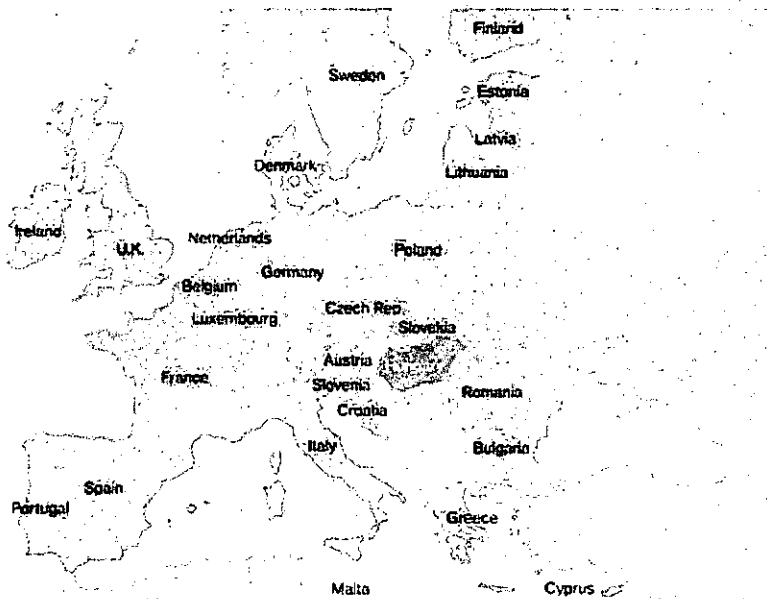 Finland
Sweden
Estonia
Latvia
Denmark
Lithuania
Ireland
U.K.
Netherlands
Poland
Germany
Belgium
Czech Rep.
Luxembourg
Slovakia
Austria
France
Slovenia
Romania
Croatia
Italy
Bulgaria
Spain
Portugal
Greece
Malta
Cyprus